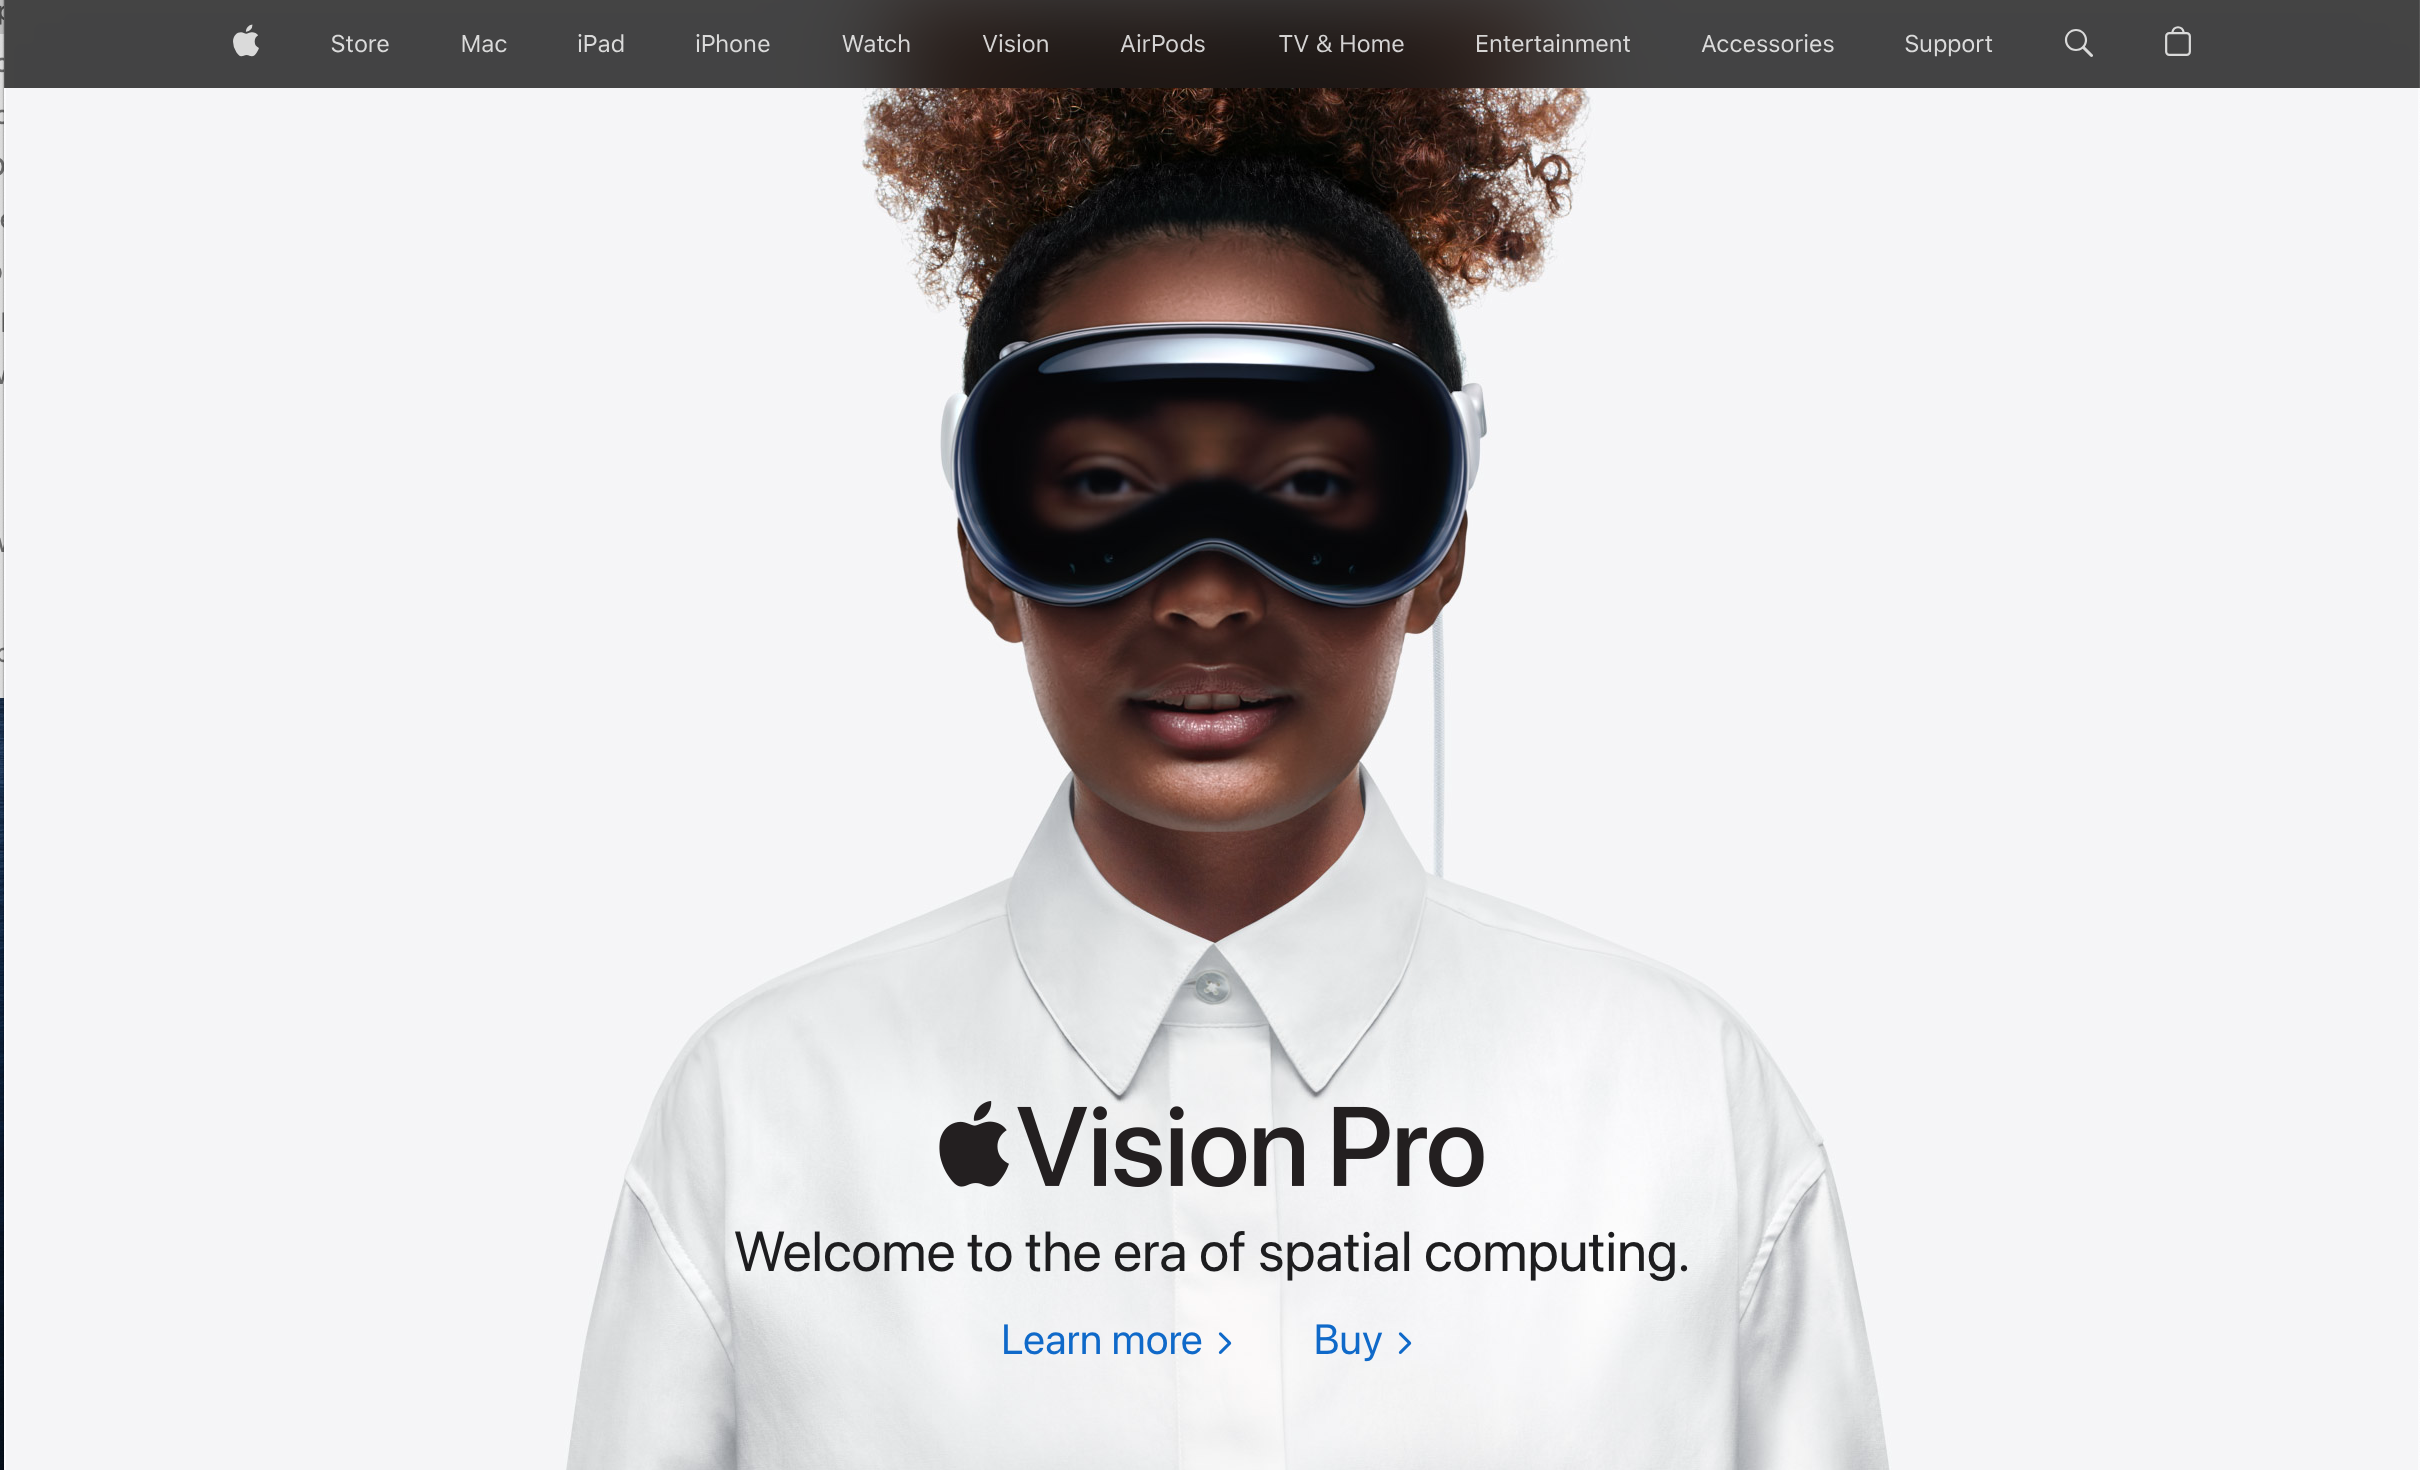 Store Mac iPad iPhone Watch Vision AirPods TV & Home Entertainment Accessories Support
Vision Pro
Welcome to the era of spatial computing.
Learn more >
Buy >